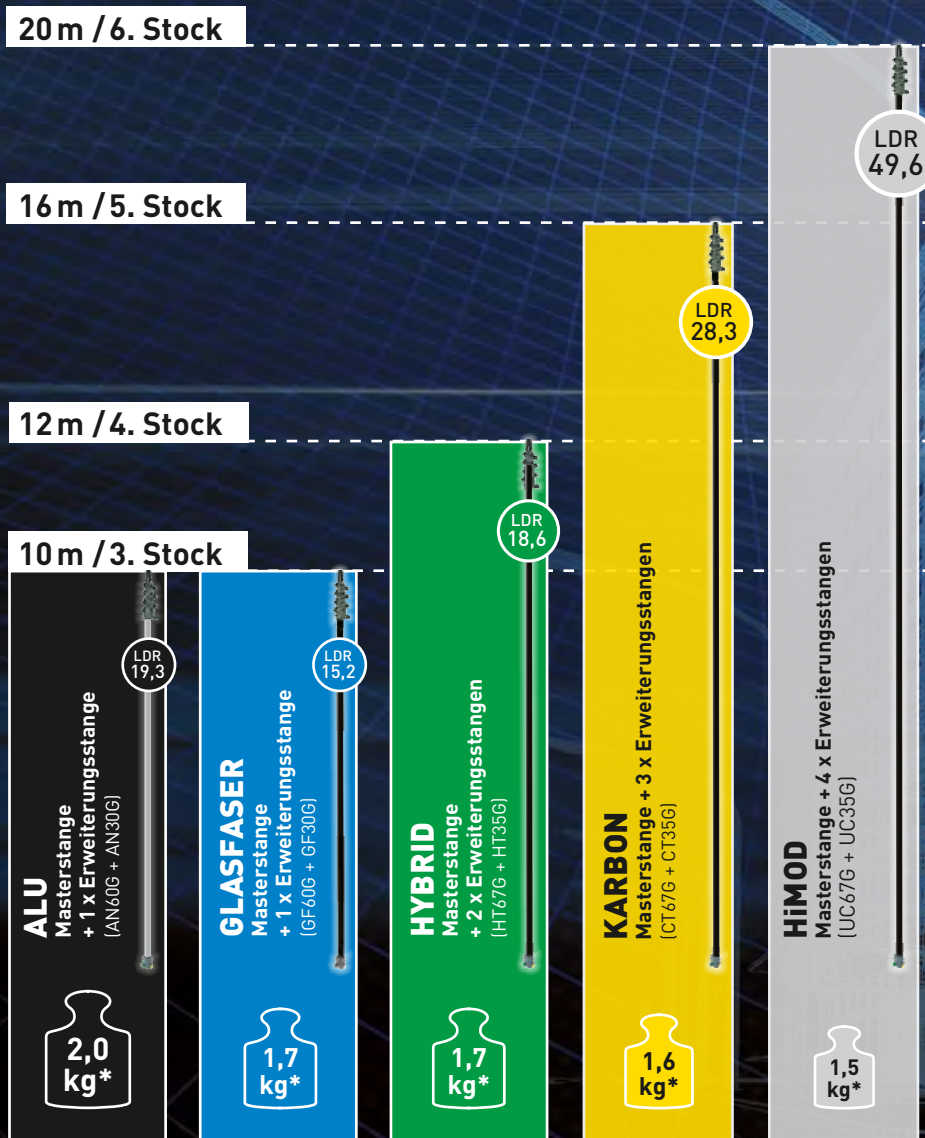 20 m / 6. Stock
16 m / 5. Stock
12 m / 4. Stock
10 m / 3. Stock
ALU
Masterstange
+ 1 x Erweiterungsstange
(AN60G + AN30G)
LDR
19,3
2,0
kg*
GLASFASER
Masterstange
+ 1 x Erweiterungsstange
(GF60G + GF30G)
LDR
15,2
1,7
kg*
HYBRID
Masterstange
+ 2 x Erweiterungsstangen
(HT67G + HT35G)
LDR
18,6
1,7
kg*
KARBON
Masterstange + 3 x Erweiterungsstangen
(CT67G + CT35G)
LDR
28,3
1,6
kg*
HiMOD
Masterstange + 4 x Erweiterungsstangen
(UC67G + UC35G)
LDR
49,6
1,5
kg*